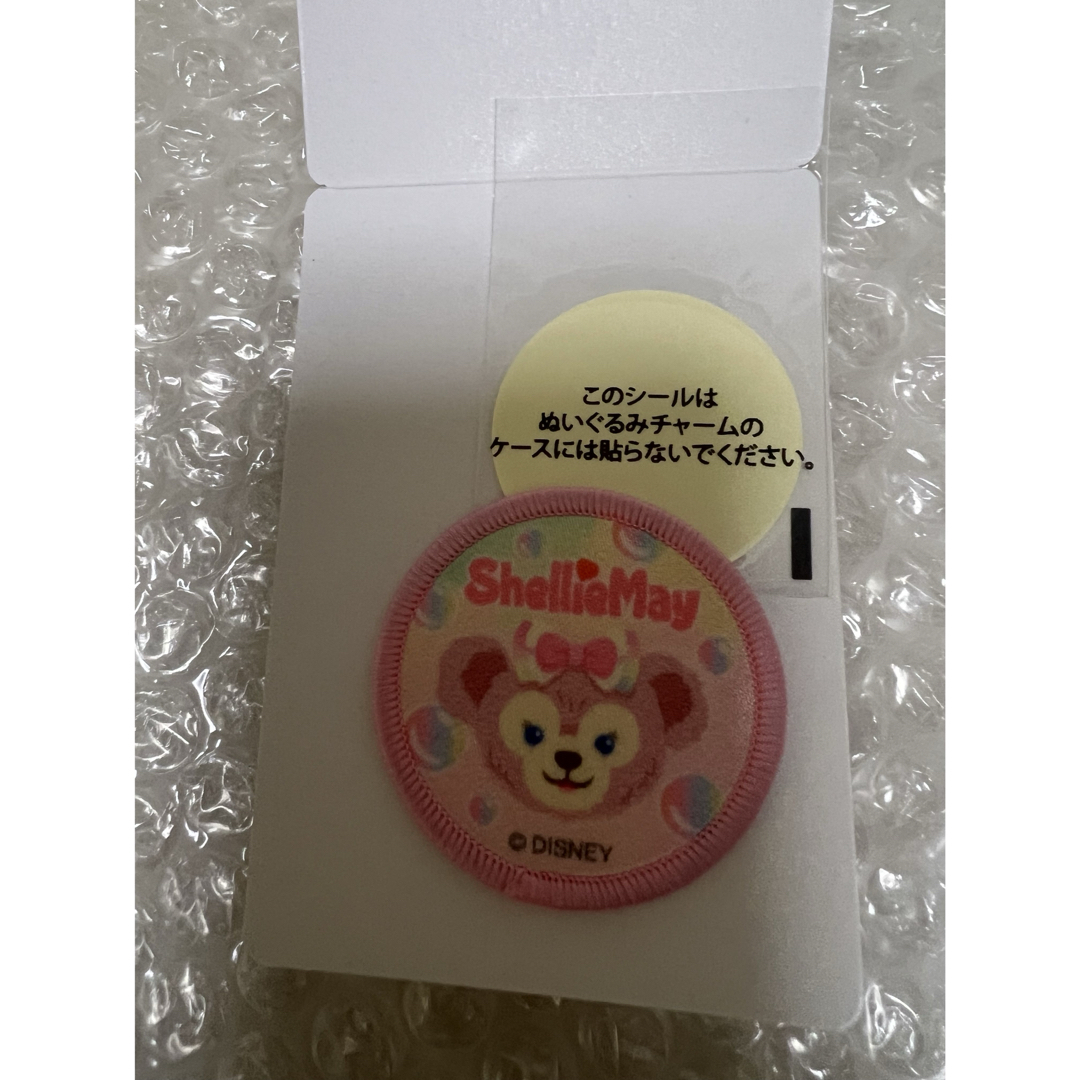 このシールは
ぬいぐるみチャームの
ケースには貼らないでください。
ShellieMay
© DISNEY